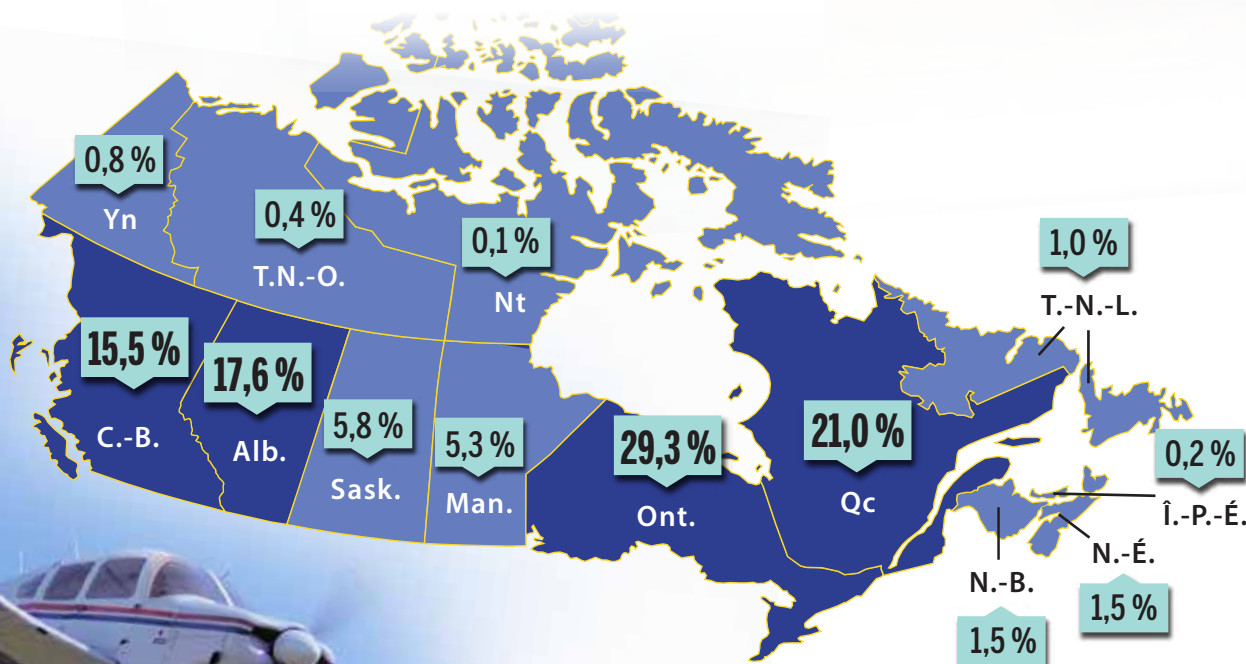 0,8 %
Yn
0,4 %
T.N.-O.
0,1 %
Nt
1,0 %
T.-N.-L.
15,5 %
C.-B.
17,6 %
Alb.
5,8 %
Sask.
5,3 %
Man.
29,3 %
Ont.
21,0 %
Qc
0,2 %
Î.-P.-É.
N.-É.
1,5 %
N.-B.
1,5 %